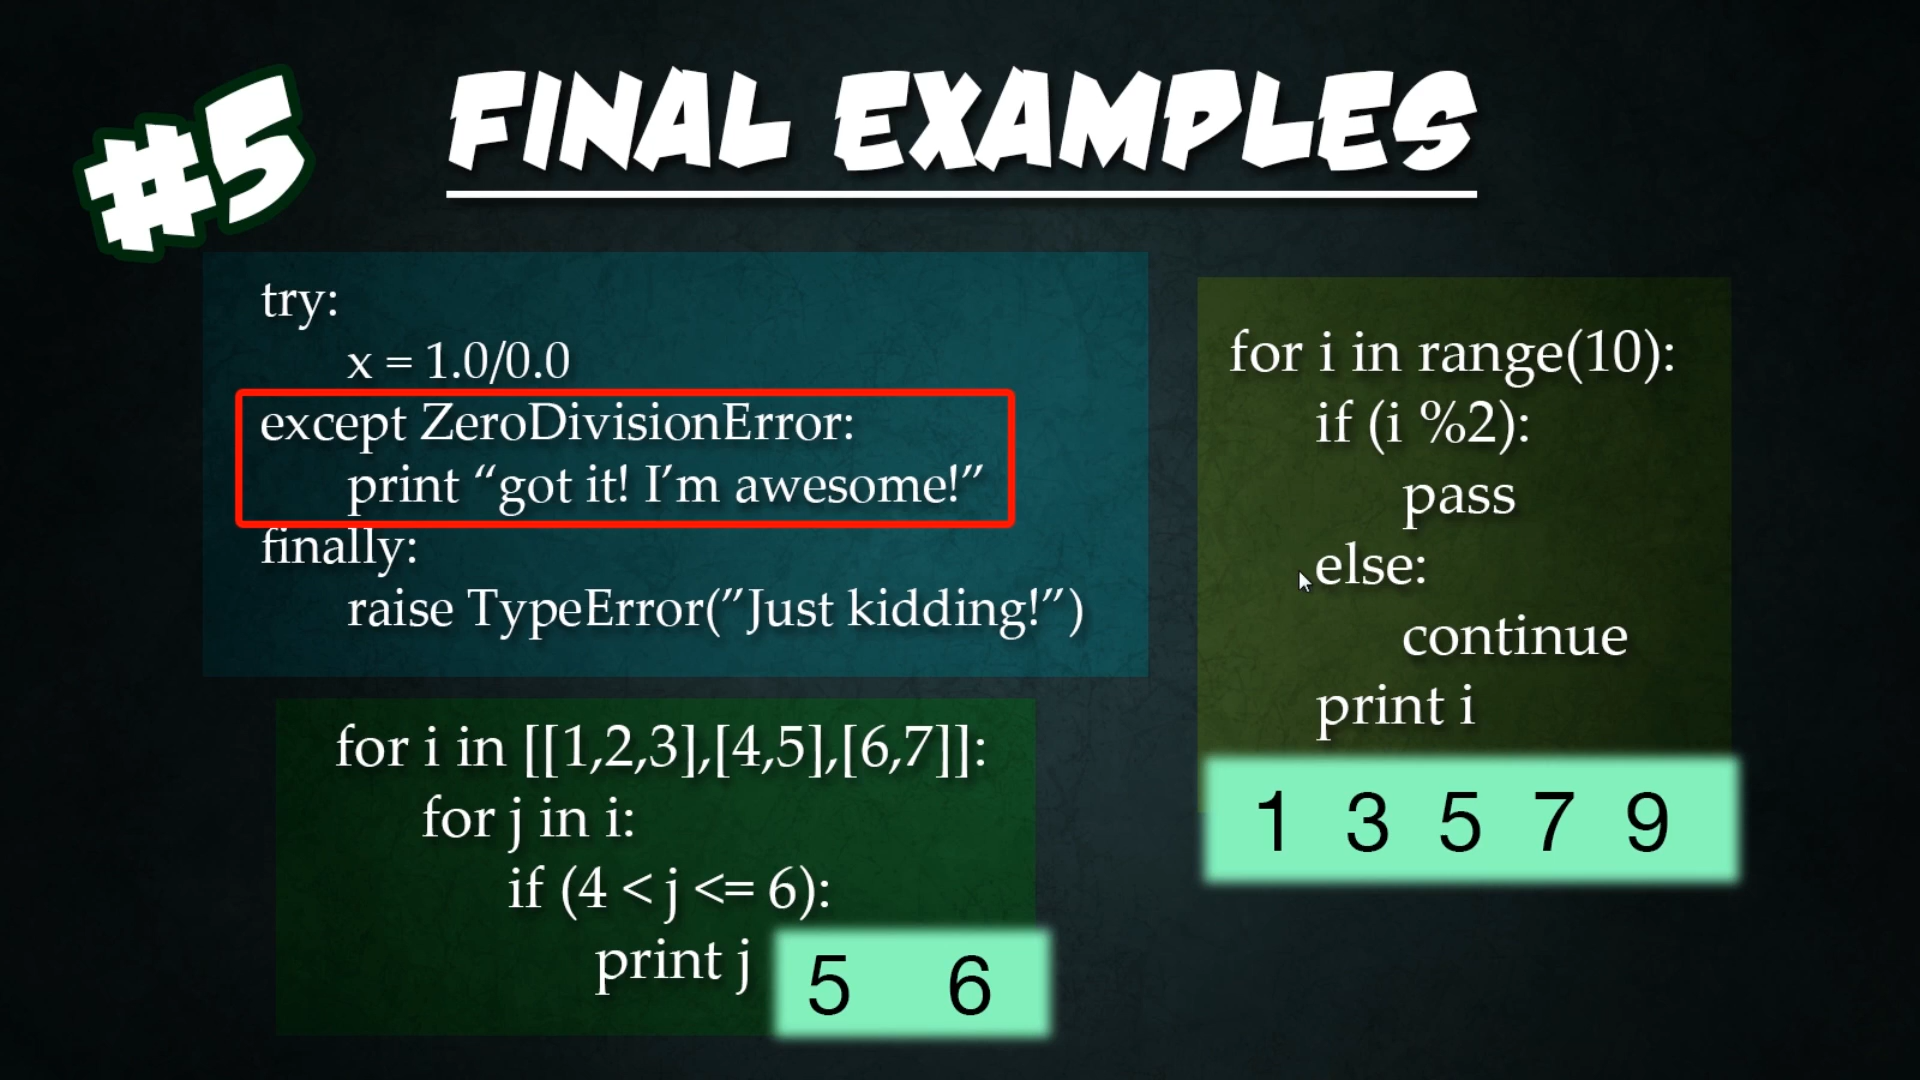 #5
FINAL EXAMPLES
try:
x = 1.0/0.0
except ZeroDivisionError:
print “got it! I’m awesome!”
finally:
raise TypeError(”Just kidding!”)
for i in range(10):
if (i %2):
pass
else:
continue
print i
1 3 5 7 9
for i in [[1,2,3],[4,5],[6,7]]:
for j in i:
if (4 < j <= 6):
print j
5 6